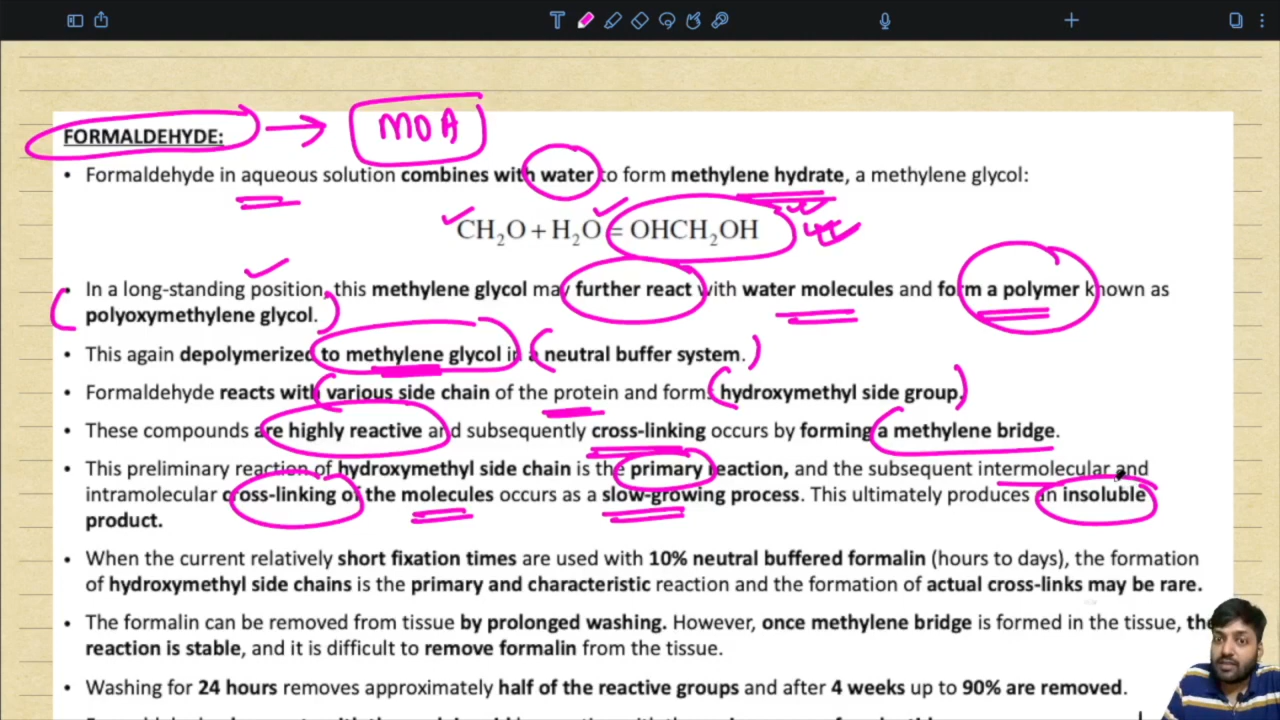 FORMALDEHYDE: → MOA
• Formaldehyde in aqueous solution combines with water to form methylene hydrate, a methylene glycol:
CH₂O + H₂O = OHCH₂OH
• In a long-standing position, this methylene glycol may further react with water molecules and form a polymer known as
polyoxymethylene glycol.
• This again depolymerized to methylene glycol in a neutral buffer system.
• Formaldehyde reacts with various side chain of the protein and forms hydroxymethyl side group.
• These compounds are highly reactive and subsequently cross-linking occurs by forming a methylene bridge.
• This preliminary reaction of hydroxymethyl side chain is the primary reaction, and the subsequent intermolecular and
intramolecular cross-linking of the molecules occurs as a slow-growing process. This ultimately produces an insoluble
product.
• When the current relatively short fixation times are used with 10% neutral buffered formalin (hours to days), the formation
of hydroxymethyl side chains is the primary and characteristic reaction and the formation of actual cross-links may be rare.
• The formalin can be removed from tissue by prolonged washing. However, once methylene bridge is formed in the tissue, the
reaction is stable, and it is difficult to remove formalin from the tissue.
• Washing for 24 hours removes approximately half of the reactive groups and after 4 weeks up to 90% are removed.